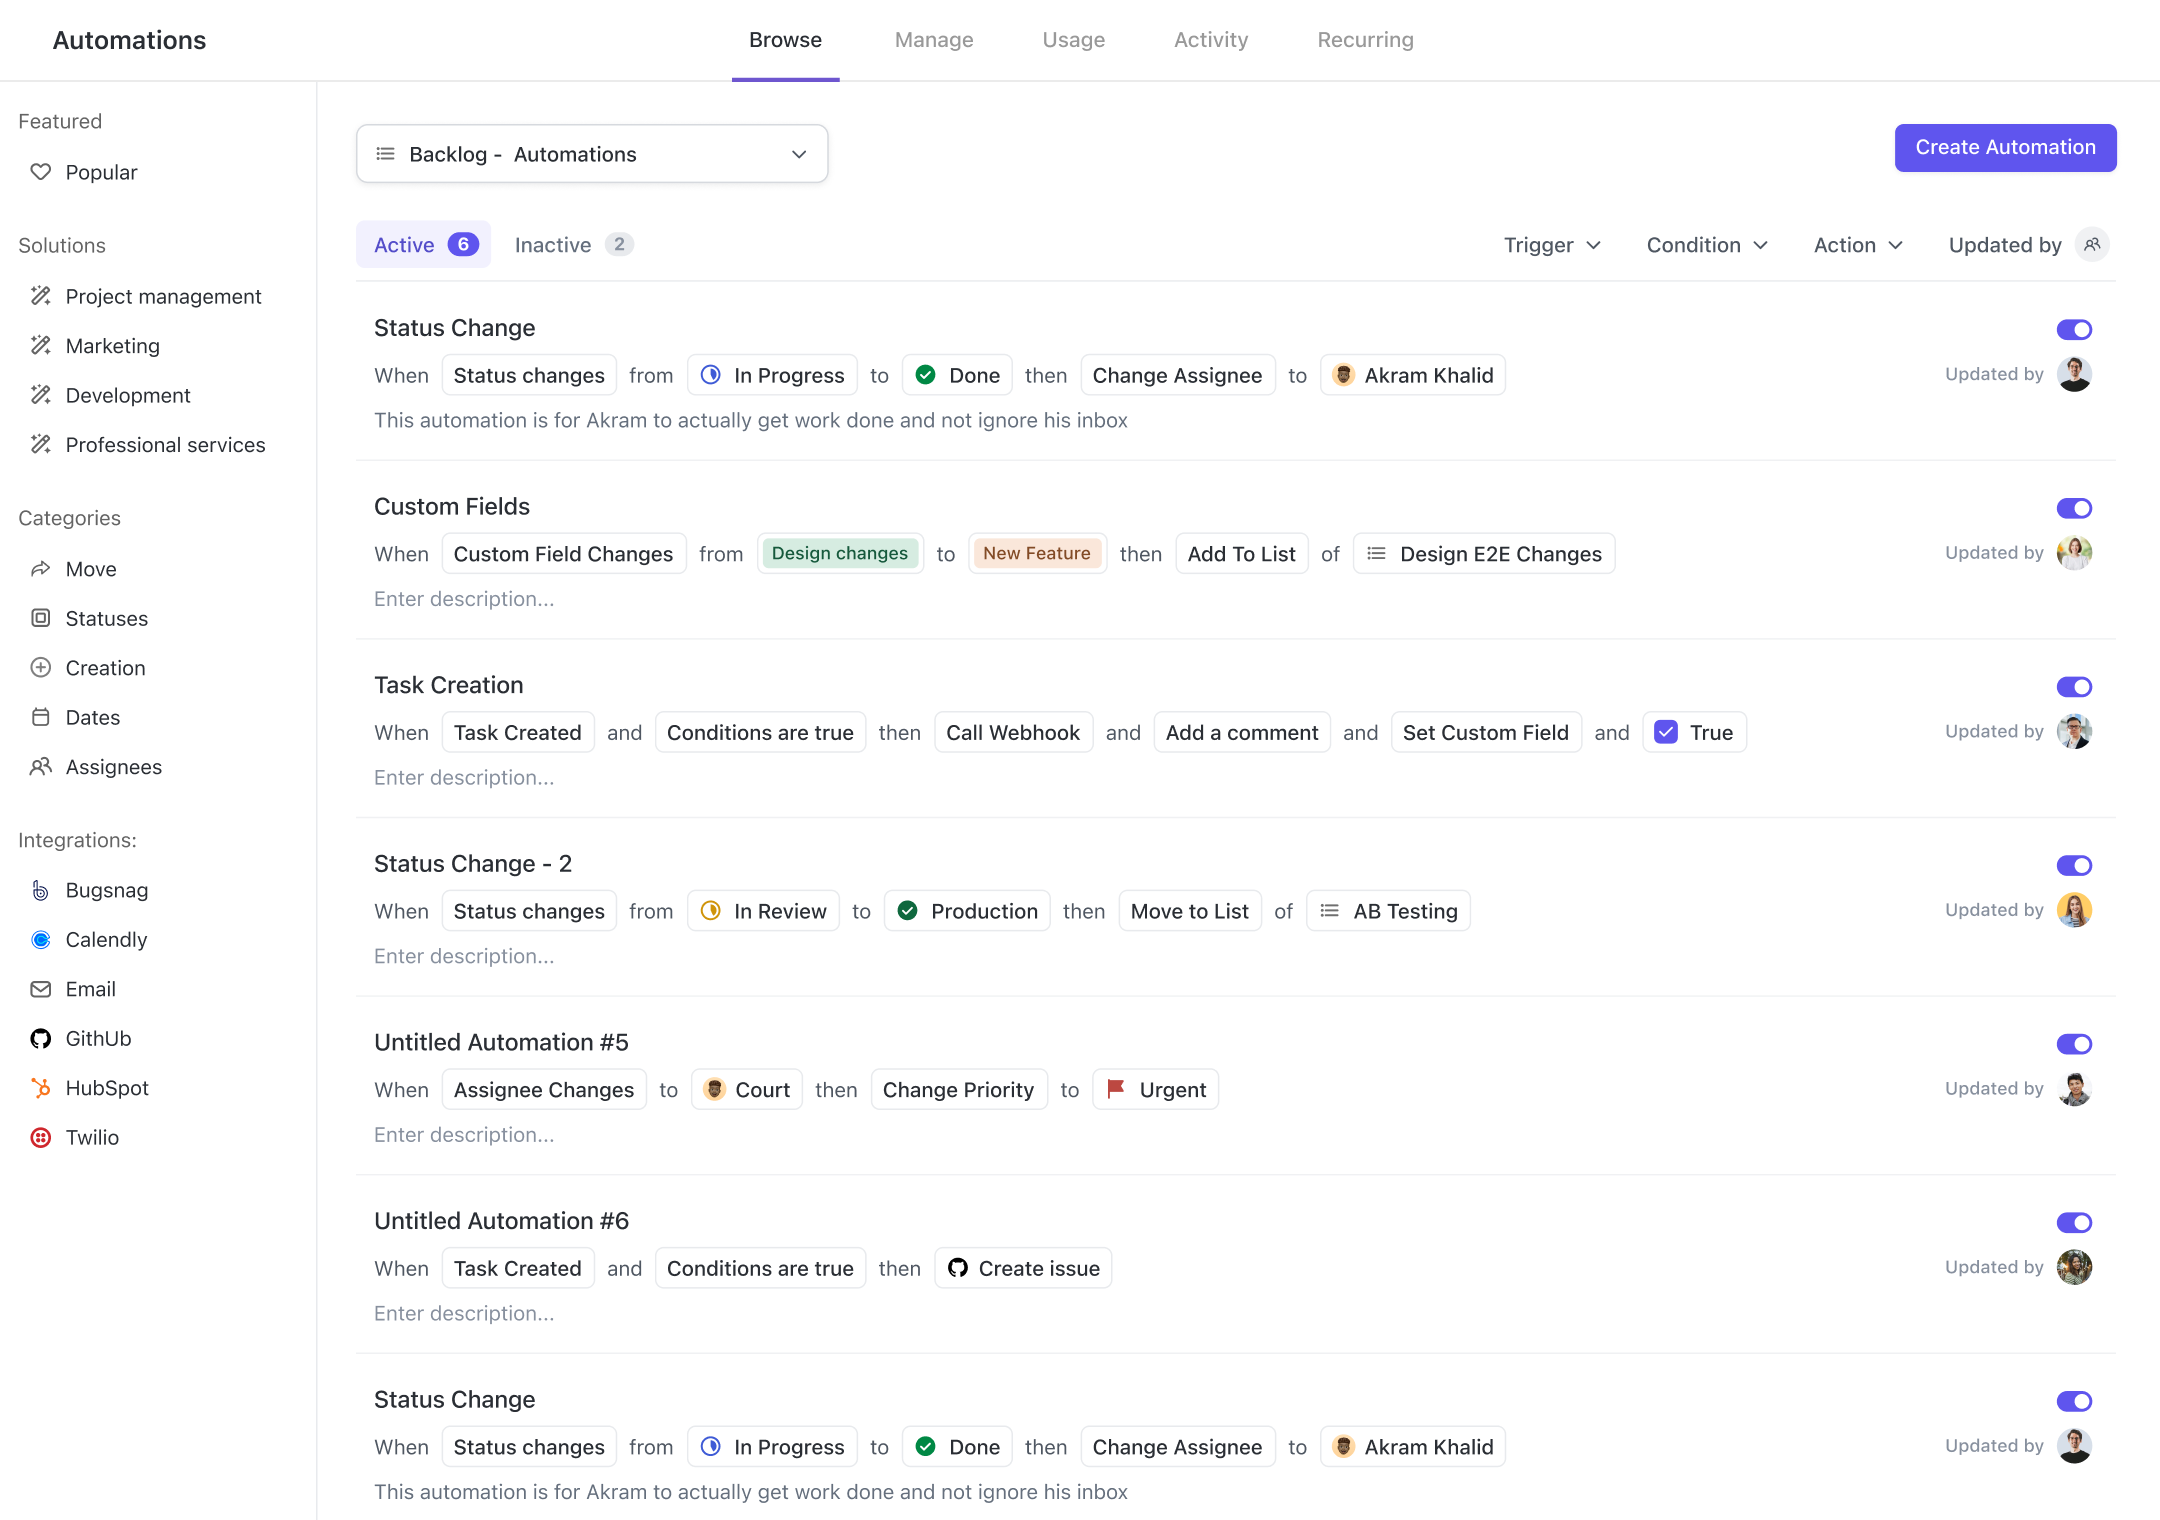 Automations
Browse
Manage
Usage
Activity
Recurring
Featured
Popular
Solutions
Project management
Marketing
Development
Professional services
Categories
Move
Statuses
Creation
Dates
Assignees
Integrations:
Bugsnag
Calendly
Email
GithUb
HubSpot
Twilio
Backlog - Automations
Create Automation
Active 6 Inactive 2
Trigger Condition Action Updated by
Status Change
When Status changes from In Progress to Done then Change Assignee to Akram Khalid
Updated by
This automation is for Akram to actually get work done and not ignore his inbox
Custom Fields
When Custom Field Changes from Design changes to New Feature then Add To List of Design E2E Changes
Updated by
Enter description...
Task Creation
When Task Created and Conditions are true then Call Webhook and Add a comment and Set Custom Field and True
Updated by
Enter description...
Status Change - 2
When Status changes from In Review to Production then Move to List of AB Testing
Updated by
Enter description...
Untitled Automation #5
When Assignee Changes to Court then Change Priority to Urgent
Updated by
Enter description...
Untitled Automation #6
When Task Created and Conditions are true then Create issue
Updated by
Enter description...
Status Change
When Status changes from In Progress to Done then Change Assignee to Akram Khalid
Updated by
This automation is for Akram to actually get work done and not ignore his inbox